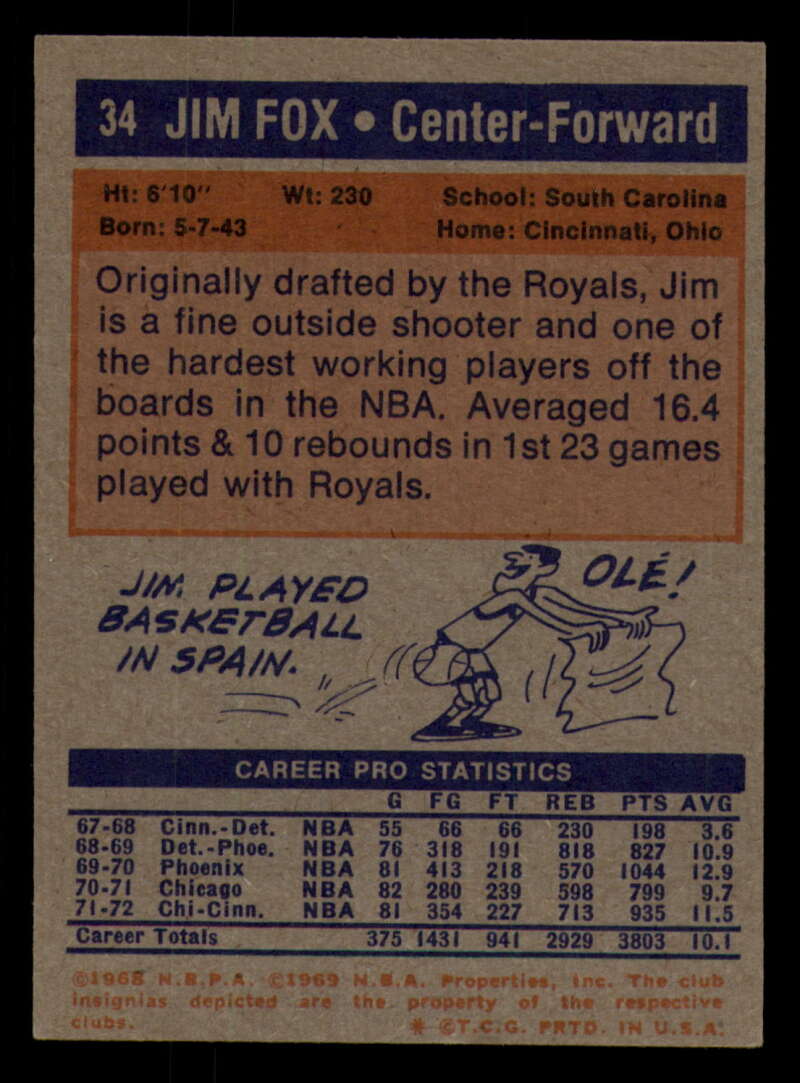 34 JIM FOX • Center-Forward
Ht: 6'10" Wt: 230 School: South Carolina
Born: 5-7-43 Home: Cincinnati, Ohio
Originally drafted by the Royals, Jim
is a fine outside shooter and one of
the hardest working players off the
boards in the NBA. Averaged 16.4
points & 10 rebounds in 1st 23 games
played with Royals.
JIM PLAYED
BASKETBALL
IN SPAIN.
OLÉ!
CAREER PRO STATISTICS
G FG FT REB PTS AVG
67-68 Cinn.-Det. NBA 55 66 66 230 198 3.6
68-69 Det.-Phoe. NBA 76 318 191 818 827 10.9
69-70 Phoenix NBA 81 413 218 570 1044 12.9
70-71 Chicago NBA 82 280 239 598 799 9.7
71-72 Chi-Cinn. NBA 81 354 227 713 935 11.5
Career Totals 375 1431 941 2929 3803 10.1
©1968 N.B.P.A. ©1969 N.B.A. Properties, Inc. The club
insignias depicted are the property of the respective
clubs. * ©T.C.G. PRTD. IN U.S.A.